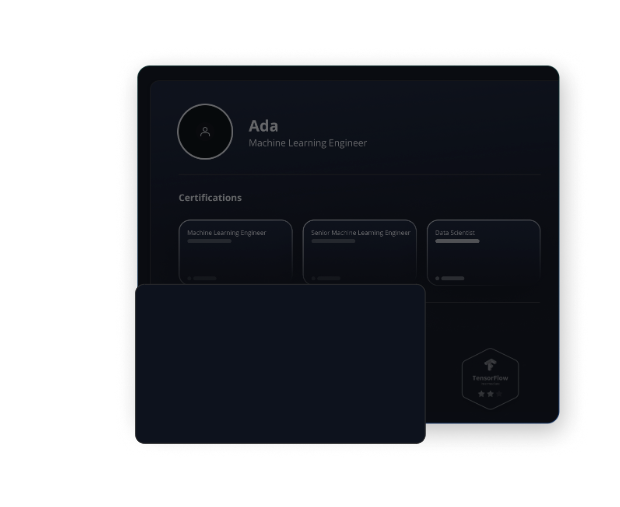 Ada
Machine Learning Engineer
Certifications
Machine Learning Engineer
Senior Machine Learning Engineer
Data Scientist
TensorFlow